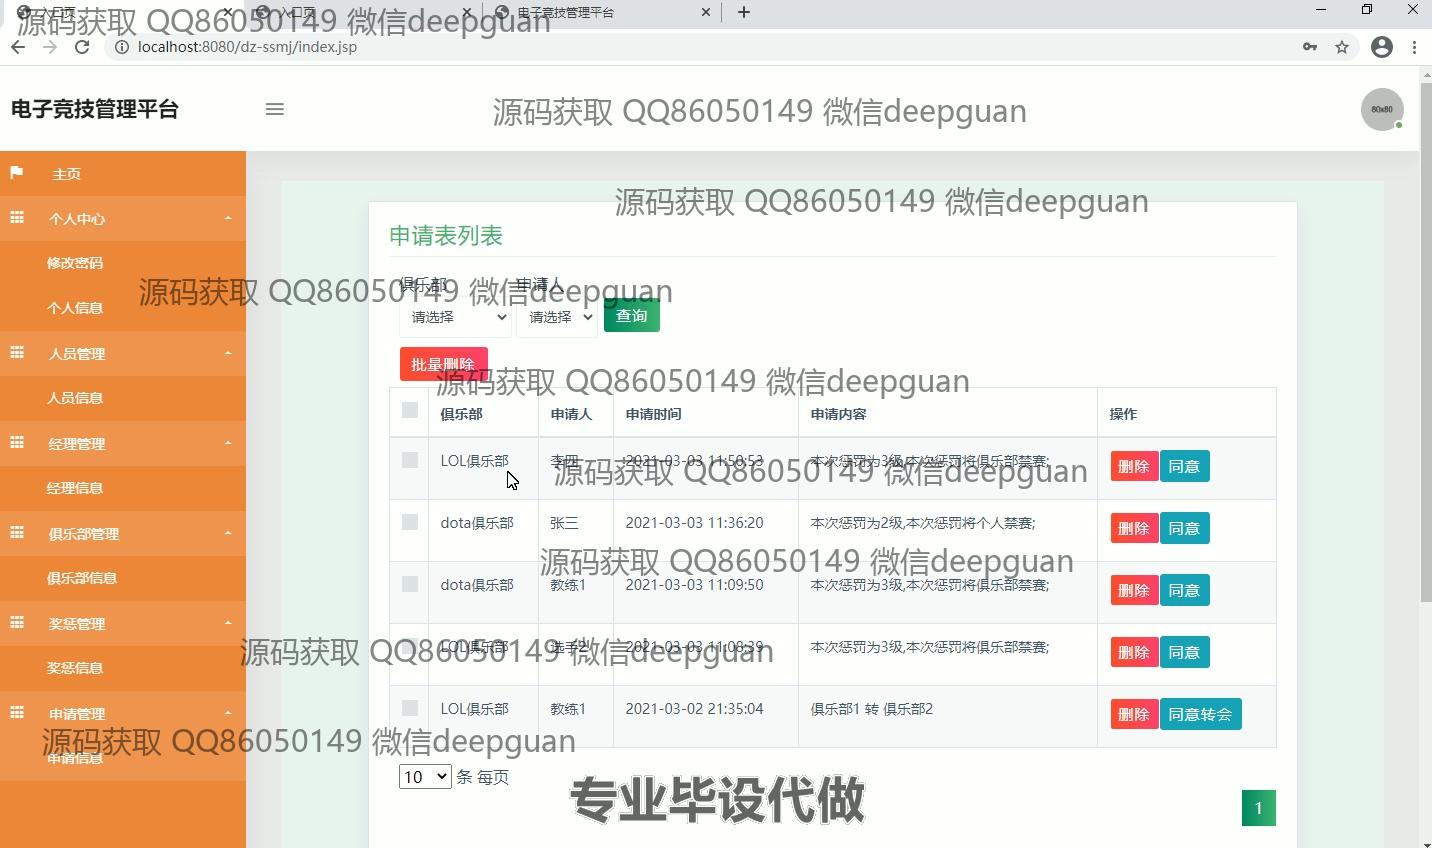 入口页 入口页 电子竞技管理平台
localhost:8080/dz-ssmj/index.jsp
源码获取 QQ86050149 微信deepguan
电子竞技管理平台
源码获取 QQ86050149 微信deepguan
80x80
主页
个人中心
修改密码
个人信息
人员管理
人员信息
经理管理
经理信息
俱乐部管理
俱乐部信息
奖惩管理
奖惩信息
申请管理
申请信息
源码获取 QQ86050149 微信deepguan
申请表列表
俱乐部 申请人
源码获取 QQ86050149 微信deepguan
请选择 请选择 查询
批量删除
源码获取 QQ86050149 微信deepguan
俱乐部 申请人 申请时间 申请内容 操作
LOL俱乐部 李四 2021-03-03 11:50:53 本次惩罚为3级,本次惩罚将俱乐部禁赛; 删除 同意
源码获取 QQ86050149 微信deepguan
dota俱乐部 张三 2021-03-03 11:36:20 本次惩罚为2级,本次惩罚将个人禁赛; 删除 同意
源码获取 QQ86050149 微信deepguan
dota俱乐部 教练1 2021-03-03 11:09:50 本次惩罚为3级,本次惩罚将俱乐部禁赛; 删除 同意
LOL俱乐部 选手2 2021-03-03 11:08:39 本次惩罚为3级,本次惩罚将俱乐部禁赛; 删除 同意
源码获取 QQ86050149 微信deepguan
LOL俱乐部 教练1 2021-03-02 21:35:04 俱乐部1 转 俱乐部2 删除 同意转会
源码获取 QQ86050149 微信deepguan
10 条 每页
专业毕设代做
1